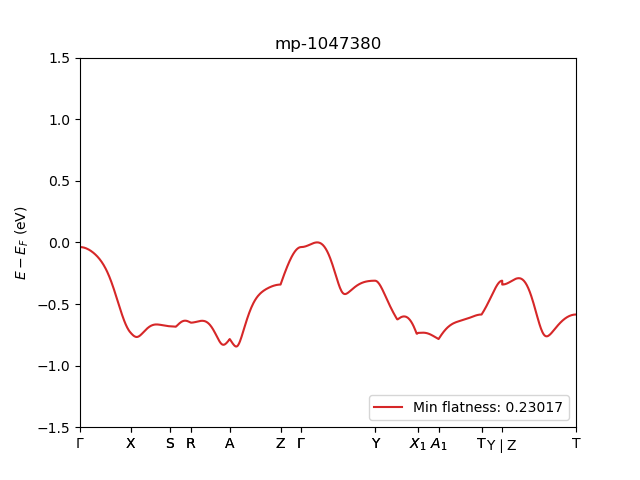 mp-1047380
E − E_F (eV)
1.5
1.0
0.5
0.0
−0.5
−1.0
−1.5
Min flatness: 0.23017
Γ X S R A Z Γ Y X₁ A₁ T Y | Z T